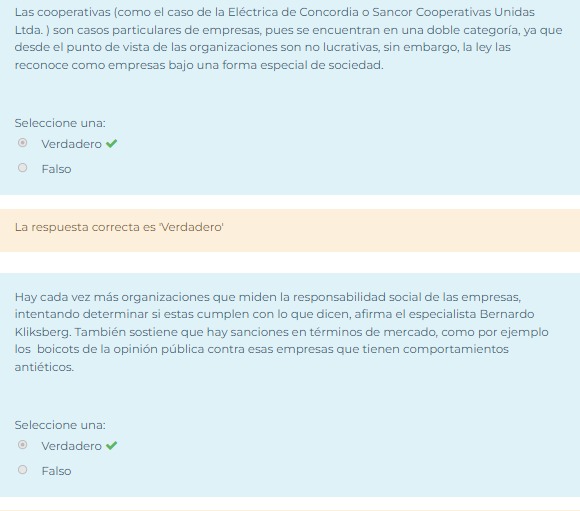 Las cooperativas (como el caso de la Eléctrica de Concordia o Sancor Cooperativas Unidas
Ltda. ) son casos particulares de empresas, pues se encuentran en una doble categoría, ya que
desde el punto de vista de las organizaciones son no lucrativas, sin embargo, la ley las
reconoce como empresas bajo una forma especial de sociedad.
Seleccione una:
Verdadero
Falso
La respuesta correcta es 'Verdadero'
Hay cada vez más organizaciones que miden la responsabilidad social de las empresas,
intentando determinar si estas cumplen con lo que dicen, afirma el especialista Bernardo
Kliksberg. También sostiene que hay sanciones en términos de mercado, como por ejemplo
los boicots de la opinión pública contra esas empresas que tienen comportamientos
antiéticos.
Seleccione una:
Verdadero
Falso